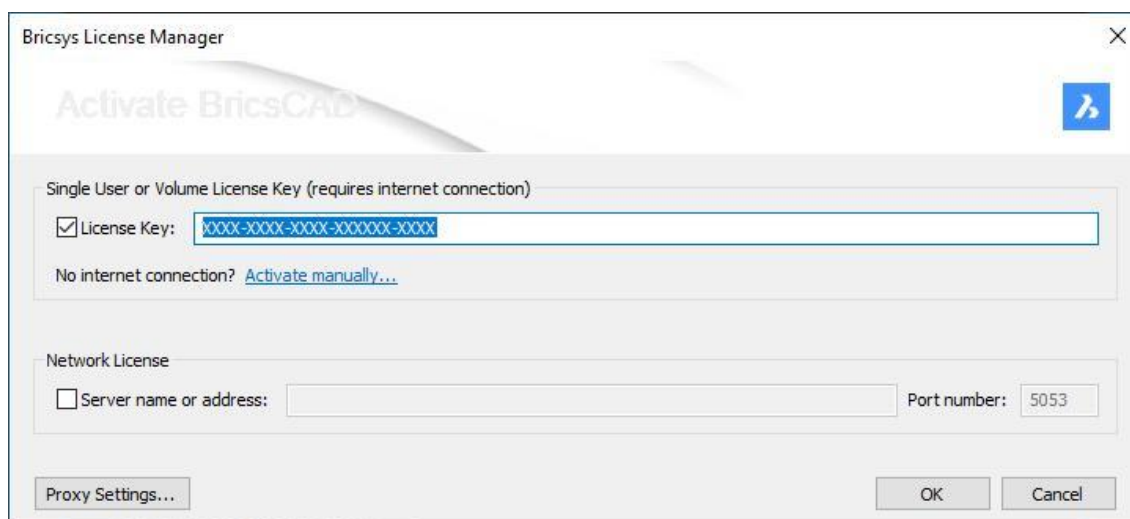 Bricsys License Manager
Activate BricsCAD
Single User or Volume License Key (requires internet connection)
License Key: XXXX-XXXX-XXXX-XXXXXX-XXXX
No internet connection? Activate manually...
Network License
Server name or address: Port number: 5053
Proxy Settings... OK Cancel